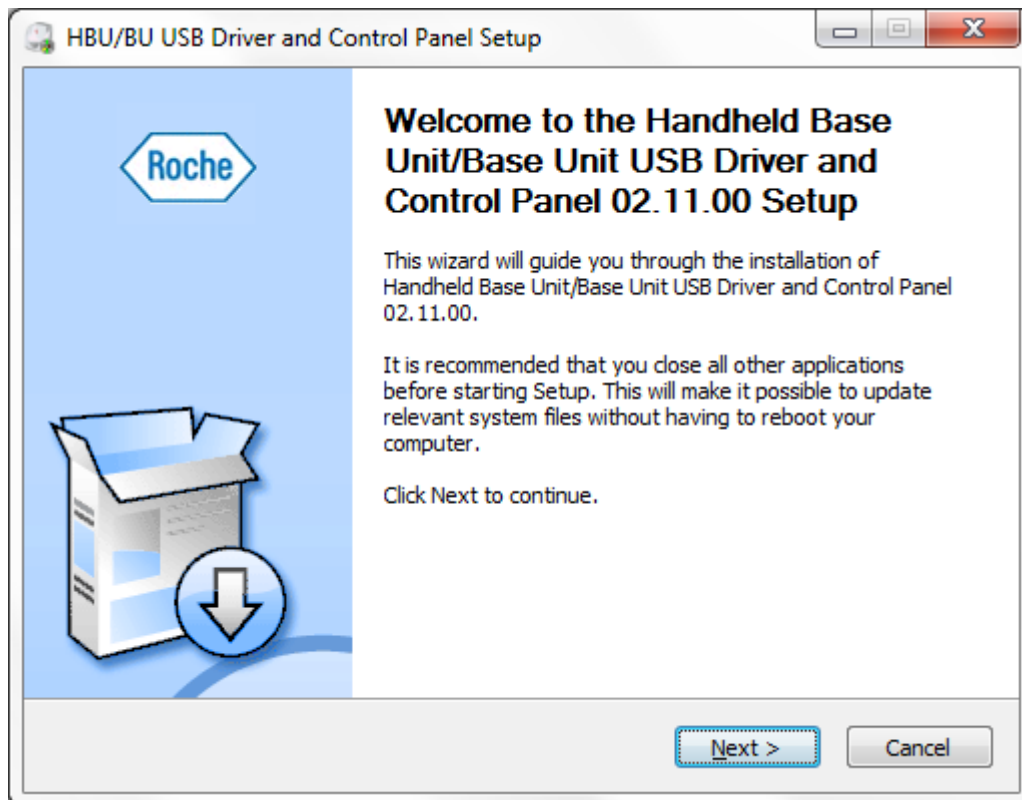 HBU/BU USB Driver and Control Panel Setup
Roche
Welcome to the Handheld Base
Unit/Base Unit USB Driver and
Control Panel 02.11.00 Setup
This wizard will guide you through the installation of
Handheld Base Unit/Base Unit USB Driver and Control Panel
02.11.00.
It is recommended that you close all other applications
before starting Setup. This will make it possible to update
relevant system files without having to reboot your
computer.
Click Next to continue.
Next >
Cancel